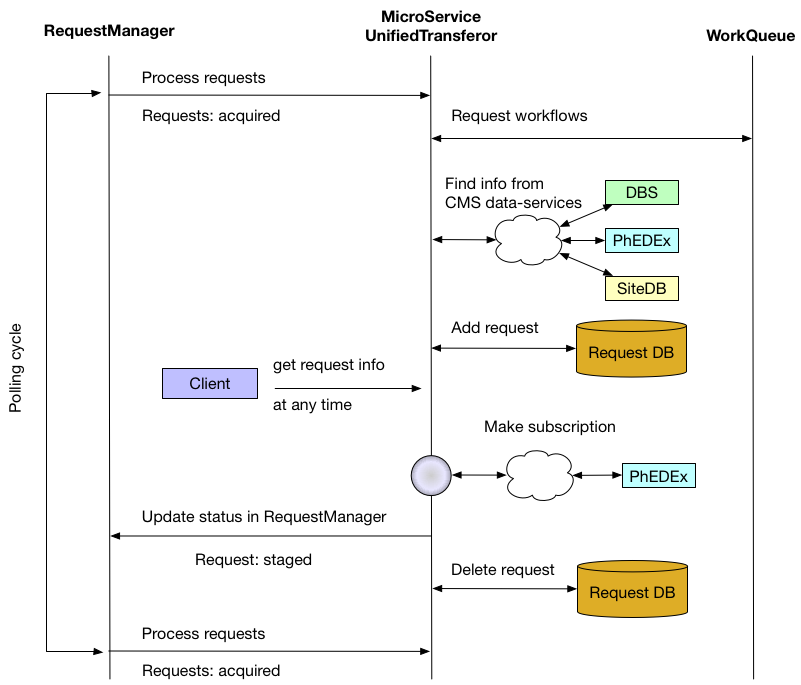 RequestManager
MicroService
UnifiedTransferor
WorkQueue
Process requests
Requests: acquired
Request workflows
Find info from
CMS data-services
DBS
PhEDEx
SiteDB
Add request
Request DB
Client
get request info
at any time
Polling cycle
Make subscription
PhEDEx
Update status in RequestManager
Request: staged
Delete request
Request DB
Process requests
Requests: acquired